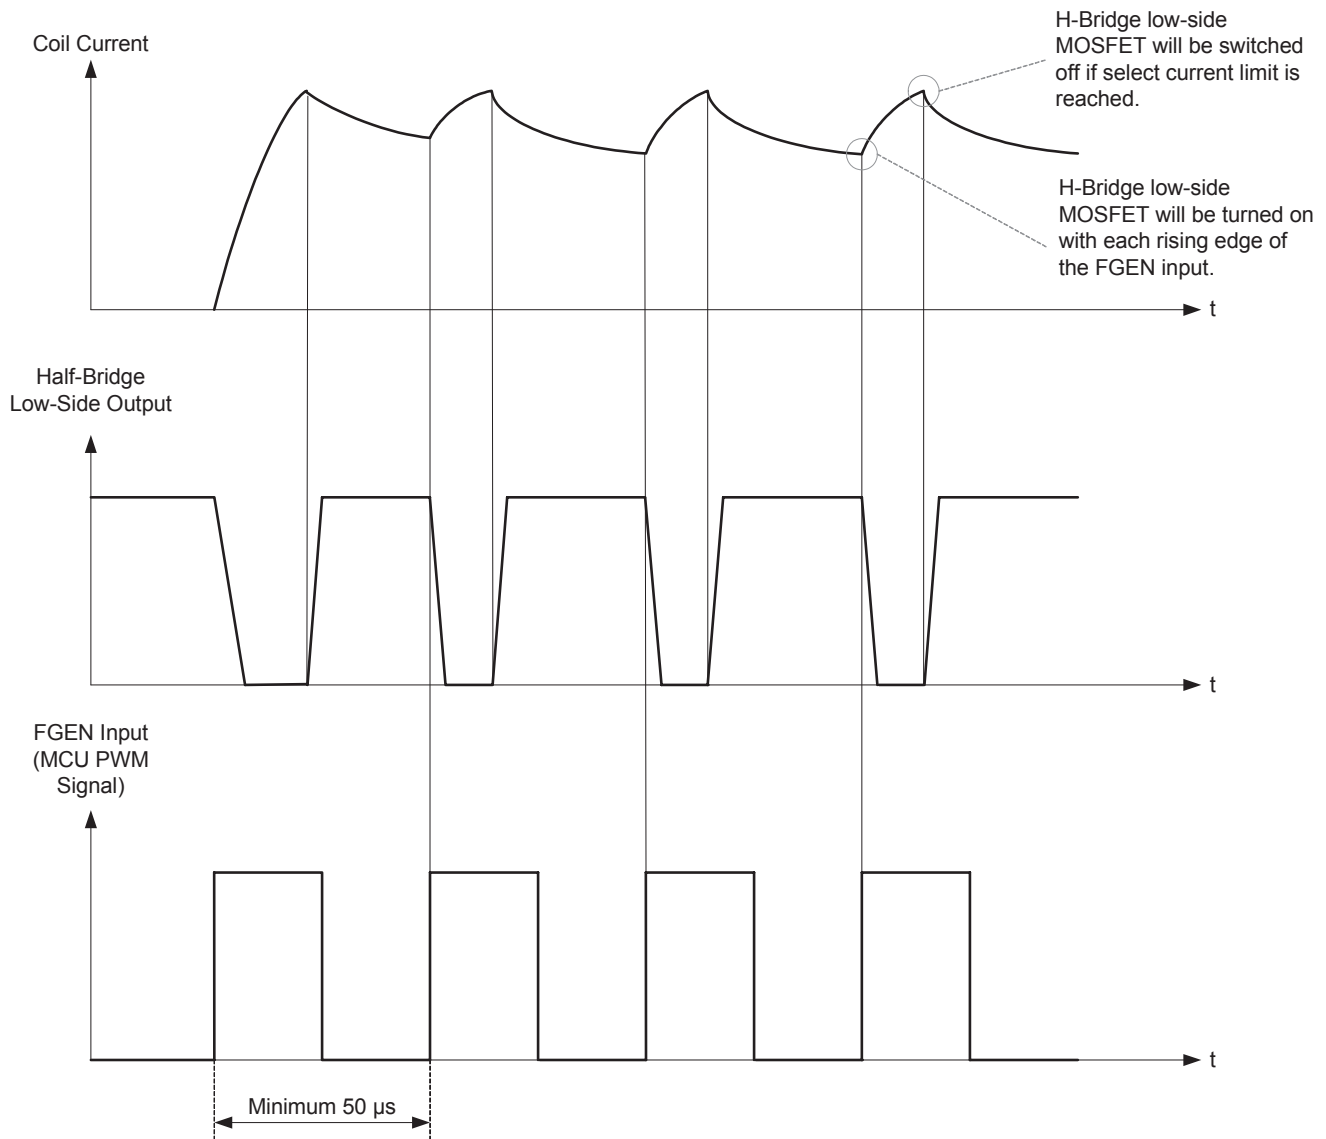 Coil Current
H-Bridge low-side
MOSFET will be switched
off if select current limit is
reached.
H-Bridge low-side
MOSFET will be turned on
with each rising edge of
the FGEN input.
t
Half-Bridge
Low-Side Output
t
FGEN Input
(MCU PWM
Signal)
t
Minimum 50 µs